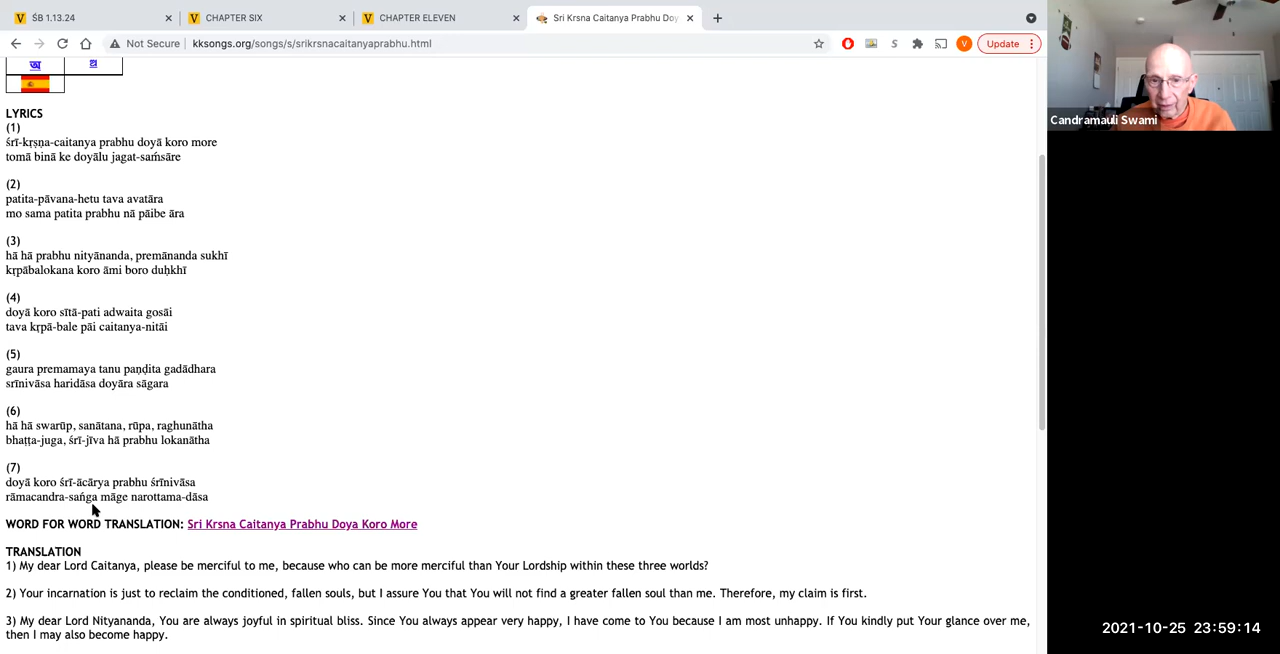 ŚB 1.13.24
CHAPTER SIX
CHAPTER ELEVEN
Sri Krsna Caitanya Prabhu Doy
Not Secure
kksongs.org/songs/s/srikrsnacaitanyaprabhu.html
V
Update
अ
LYRICS
(1)
śrī-kṛṣṇa-caitanya prabhu doyā koro more
tomā binā ke doyālu jagat-saḿsāre
(2)
patita-pāvana-hetu tava avatāra
mo sama patita prabhu nā pāibe āra
(3)
hā hā prabhu nityānanda, premānanda sukhī
kṛpābalokana koro āmi boro duḥkhī
(4)
doyā koro sītā-pati adwaita gosāi
tava kṛpā-bale pāi caitanya-nitāi
(5)
gaura premamaya tanu paṇḍita gadādhara
srīnivāsa haridāsa doyāra sāgara
(6)
hā hā swarūp, sanātana, rūpa, raghunātha
bhaṭṭa-juga, śrī-jīva hā prabhu lokanātha
(7)
doyā koro śrī-ācārya prabhu śrīnivāsa
rāmacandra-sańga māge narottama-dāsa
WORD FOR WORD TRANSLATION: Sri Krsna Caitanya Prabhu Doya Koro More
TRANSLATION
1) My dear Lord Caitanya, please be merciful to me, because who can be more merciful than Your Lordship within these three worlds?
2) Your incarnation is just to reclaim the conditioned, fallen souls, but I assure You that You will not find a greater fallen soul than me. Therefore, my claim is first.
3) My dear Lord Nityananda, You are always joyful in spiritual bliss. Since You always appear very happy, I have come to You because I am most unhappy. If You kindly put Your glance over me,
then I may also become happy.
Candramauli Swami
2021-10-25 23:59:14